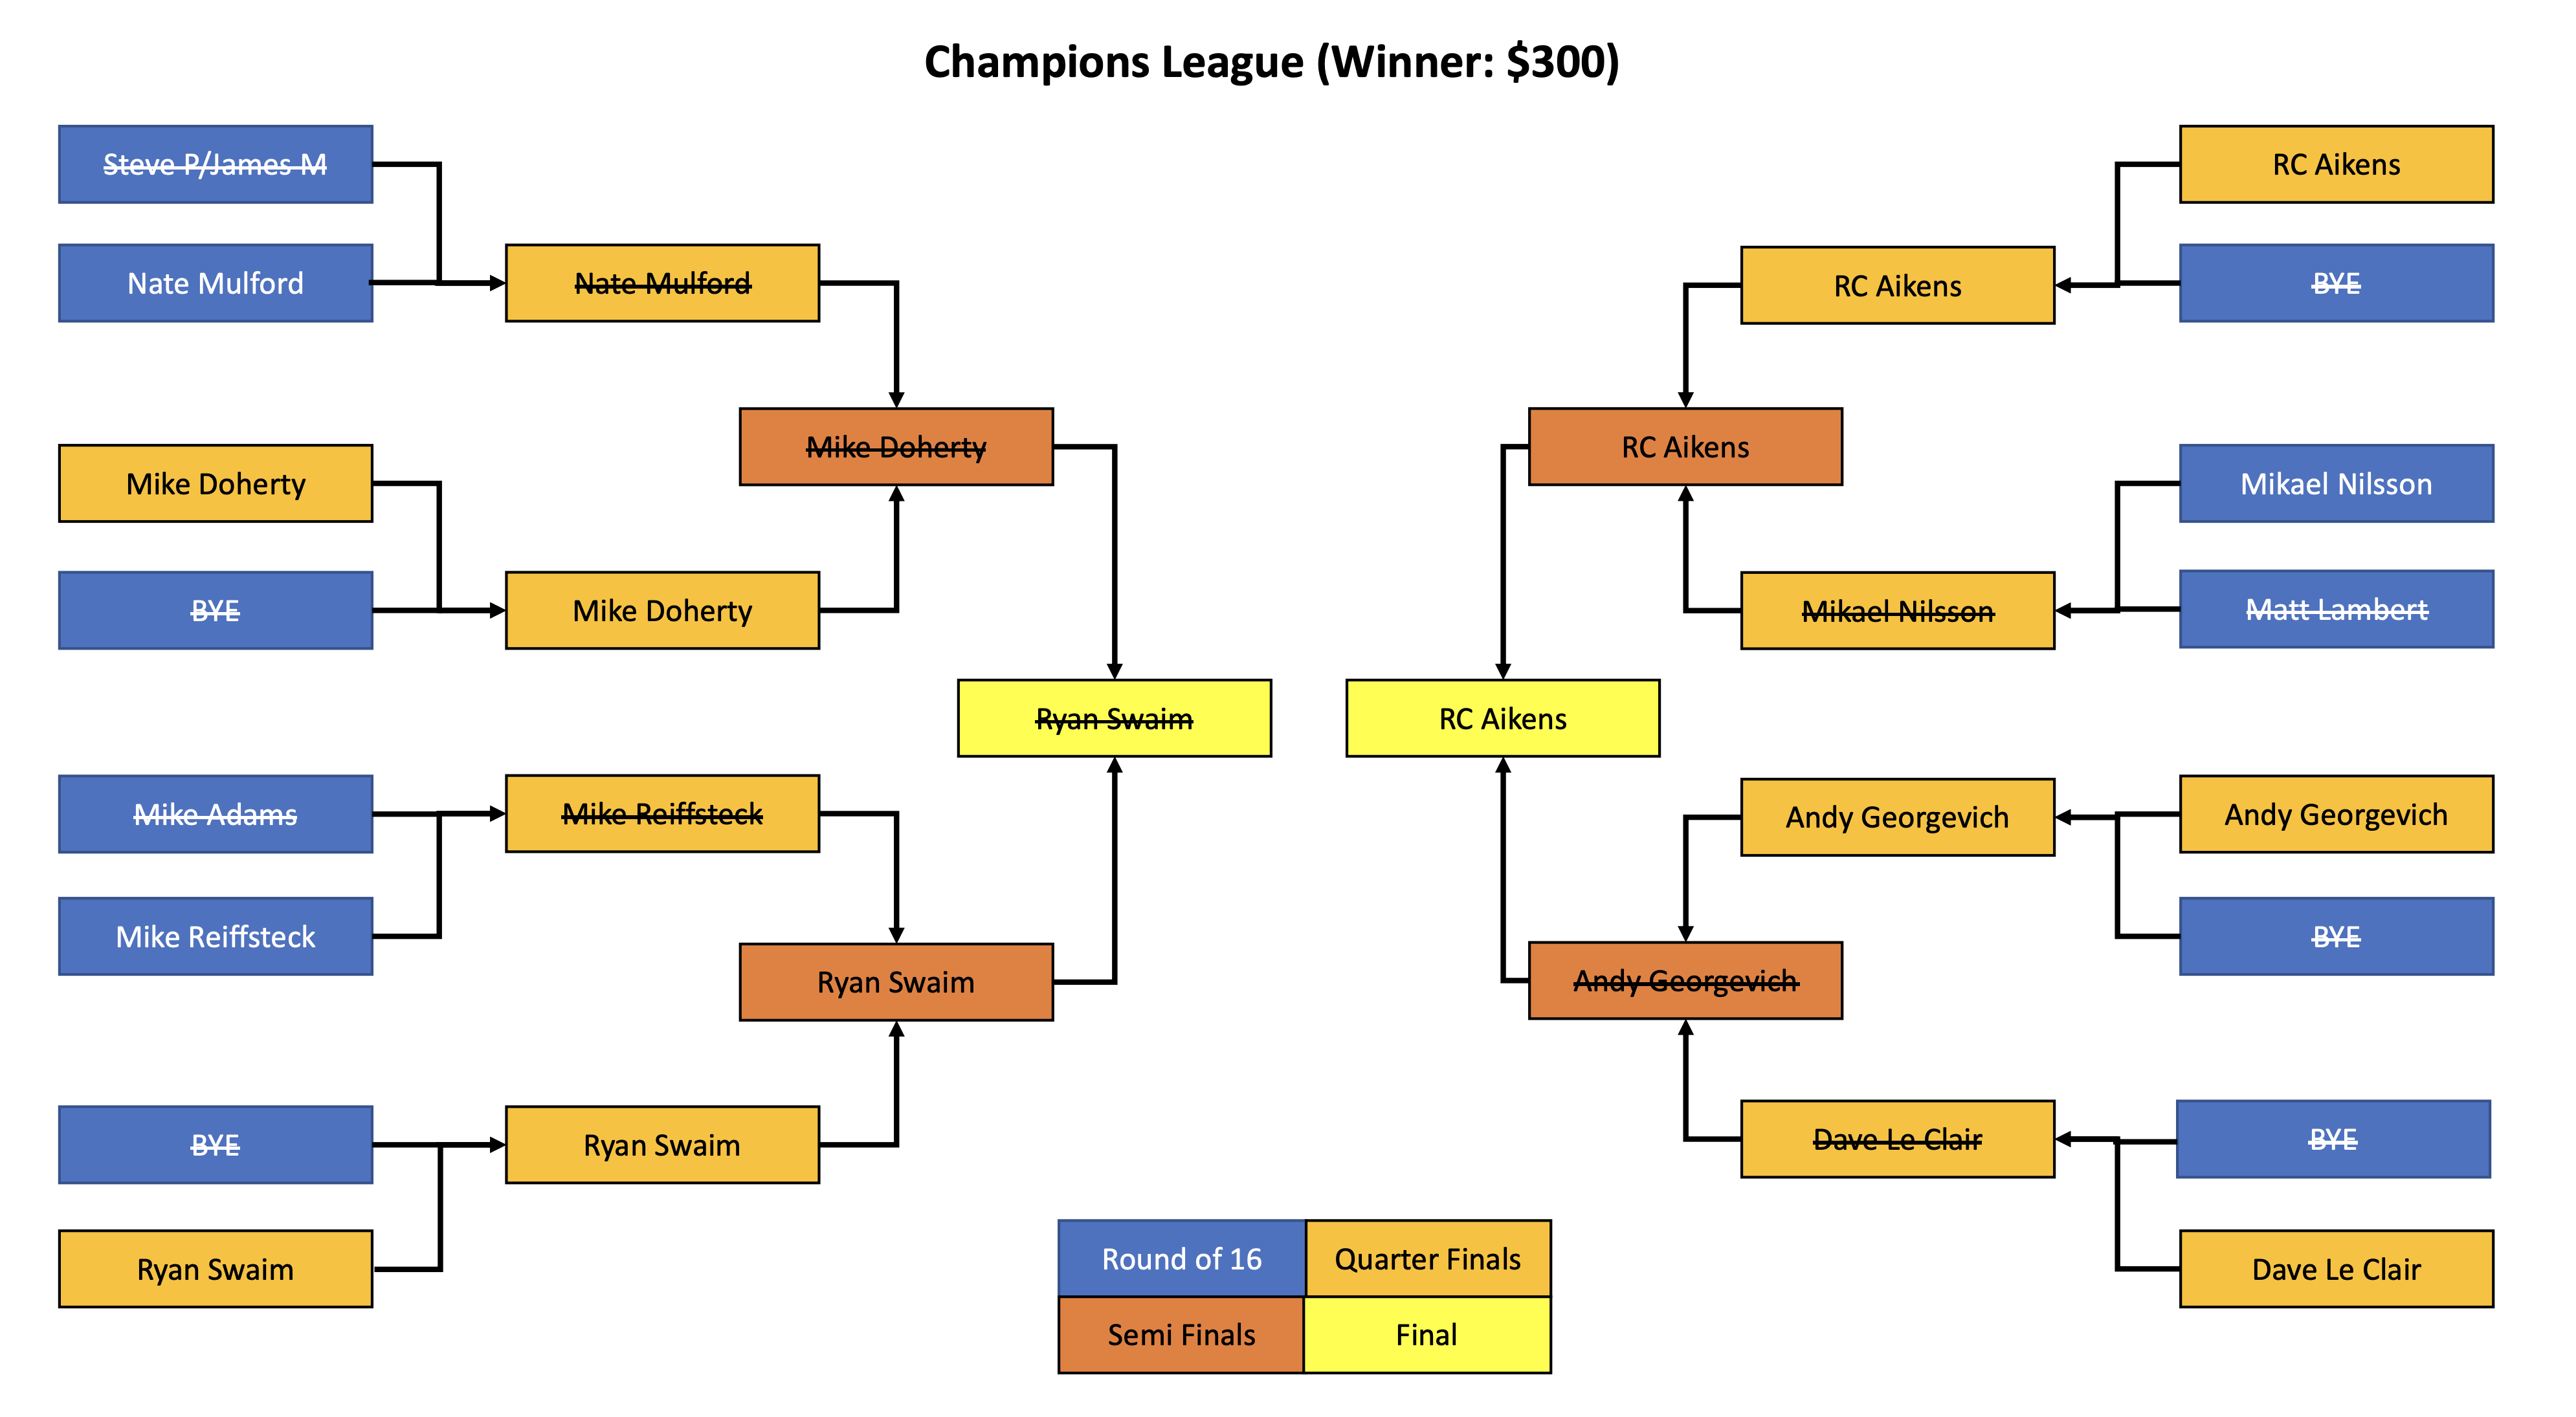 Champions League (Winner: $300)
Steve P/James M
Nate Mulford
Nate Mulford
Mike Doherty
Mike Doherty
BYE
Mike Doherty
Ryan Swaim
Mike Adams
Mike Reiffsteck
Mike Reiffsteck
Ryan Swaim
BYE
Ryan Swaim
Ryan Swaim
RC Aikens
RC Aikens
BYE
RC Aikens
Mikael Nilsson
Mikael Nilsson
Matt Lambert
RC Aikens
Andy Georgevich
Andy Georgevich
BYE
Andy Georgevich
Dave Le Clair
BYE
Dave Le Clair
Round of 16
Quarter Finals
Semi Finals
Final